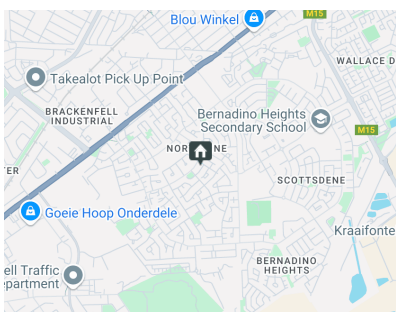 Blou Winkel
M15
WALLACE D
Takealot Pick Up Point
BRACKENFELL
INDUSTRIAL
Bernadino Heights
Secondary School
M15
NOR NE
TER
SCOTTSDENE
Goeie Hoop Onderdele
Kraaifonte
ell Traffic
epartment
BERNADINO
HEIGHTS